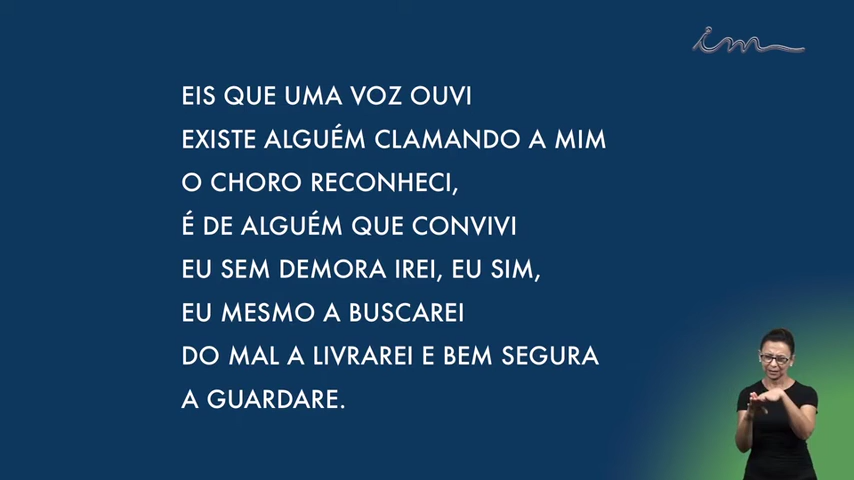 im
EIS QUE UMA VOZ OUVI
EXISTE ALGUÉM CLAMANDO A MIM
O CHORO RECONHECI,
É DE ALGUÉM QUE CONVIVI
EU SEM DEMORA IREI, EU SIM,
EU MESMO A BUSCAREI
DO MAL A LIVRAREI E BEM SEGURA
A GUARDARE.